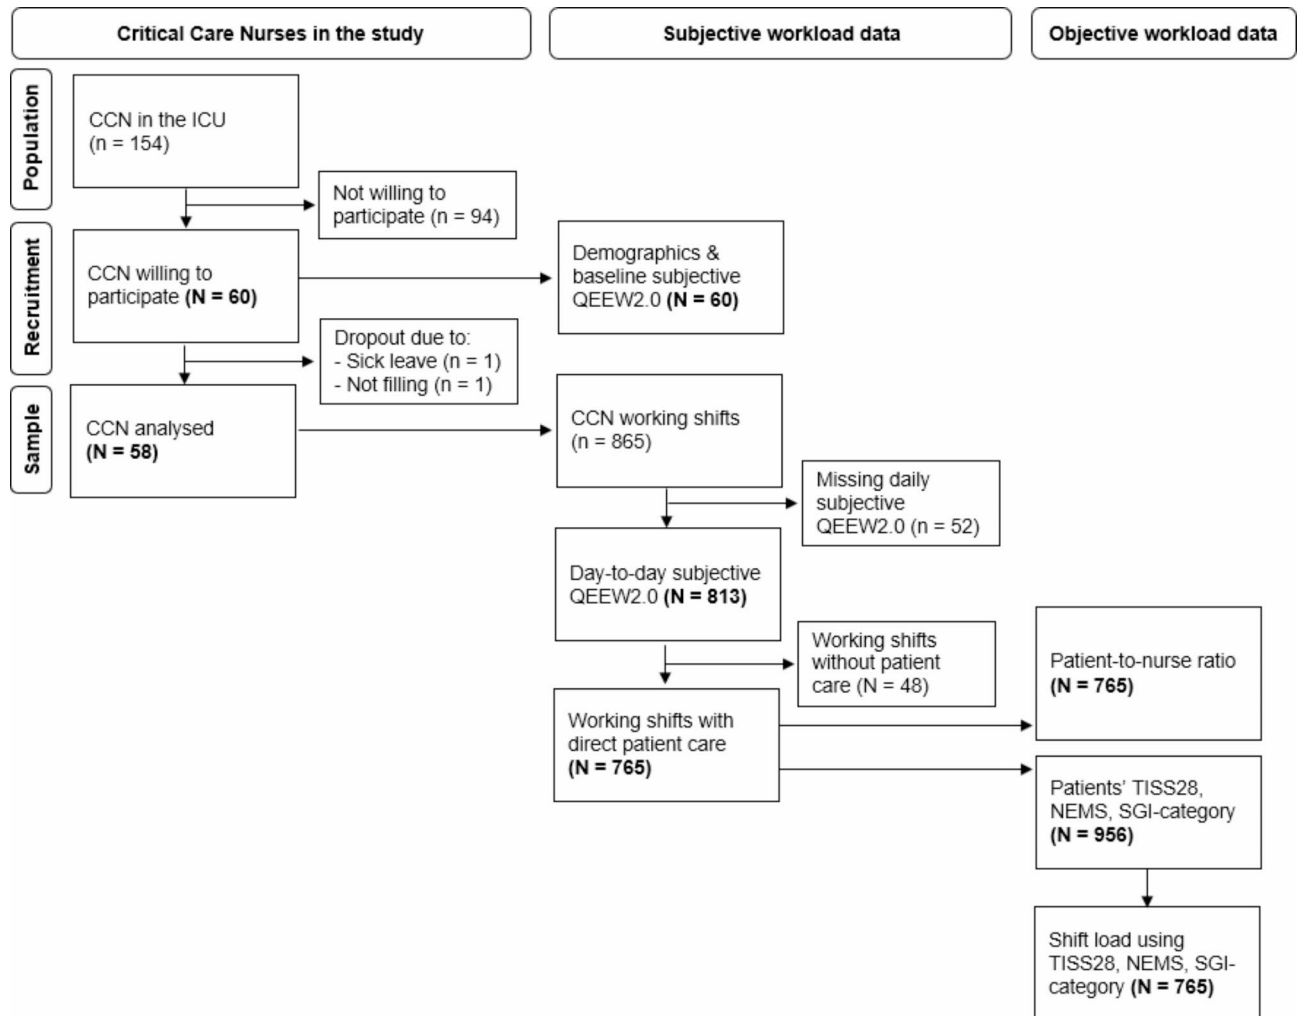 Critical Care Nurses in the study
Subjective workload data
Objective workload data
Population
CCN in the ICU
(n = 154)
Not willing to
participate (n = 94)
Recruitment
CCN willing to
participate (N = 60)
Demographics &
baseline subjective
QEEW2.0 (N = 60)
Dropout due to:
- Sick leave (n = 1)
- Not filling (n = 1)
Sample
CCN analysed
(N = 58)
CCN working shifts
(n = 865)
Missing daily
subjective
QEEW2.0 (n = 52)
Day-to-day subjective
QEEW2.0 (N = 813)
Working shifts
without patient
care (N = 48)
Patient-to-nurse ratio
(N = 765)
Working shifts with
direct patient care
(N = 765)
Patients' TISS28,
NEMS, SGI-category
(N = 956)
Shift load using
TISS28, NEMS, SGI-
category (N = 765)